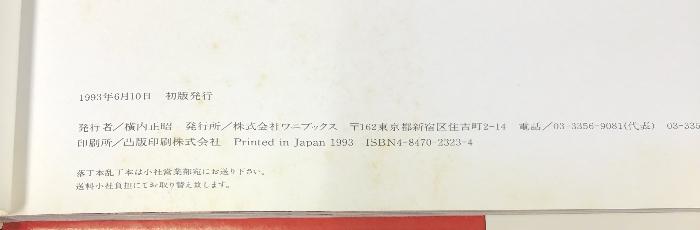 1993年6月10日 初版発行
発行者/横内正昭 発行所/株式会社ワニブックス 〒162東京都新宿区住吉町2-14 電話/03-3356-9081(代表) 03-335
印刷所/凸版印刷株式会社 Printed in Japan 1993 ISBN4-8470-2323-4
落丁本乱丁本は小社営業部宛にお送り下さい。
送料小社負担にてお取り替え致します。